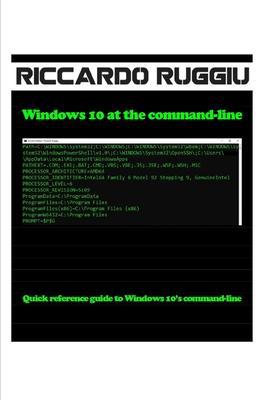 RICCARDO RUGGIU
Windows 10 at the command-line
PATH=C:\WINDOWS\system32;C:\WINDOWS;C:\WINDOWS\System32\Wbem;C:\WINDOWS\Sy
stem32\WindowsPowerShell\v1.0\;C:\WINDOWS\System32\OpenSSH\;C:\Users\
\AppData\Local\Microsoft\WindowsApps
PATHEXT=.COM;.EXE;.BAT;.CMD;.VBS;.VBE;.JS;.JSE;.WSF;.WSH;.MSC
PROCESSOR_ARCHITECTURE=AMD64
PROCESSOR_IDENTIFIER=Intel64 Family 6 Model 92 Stepping 9, GenuineIntel
PROCESSOR_LEVEL=6
PROCESSOR_REVISION=5c09
ProgramData=C:\ProgramData
ProgramFiles=C:\Program Files
ProgramFiles(x86)=C:\Program Files (x86)
ProgramW6432=C:\Program Files
PROMPT=$P$G
Quick reference guide to Windows 10's command-line